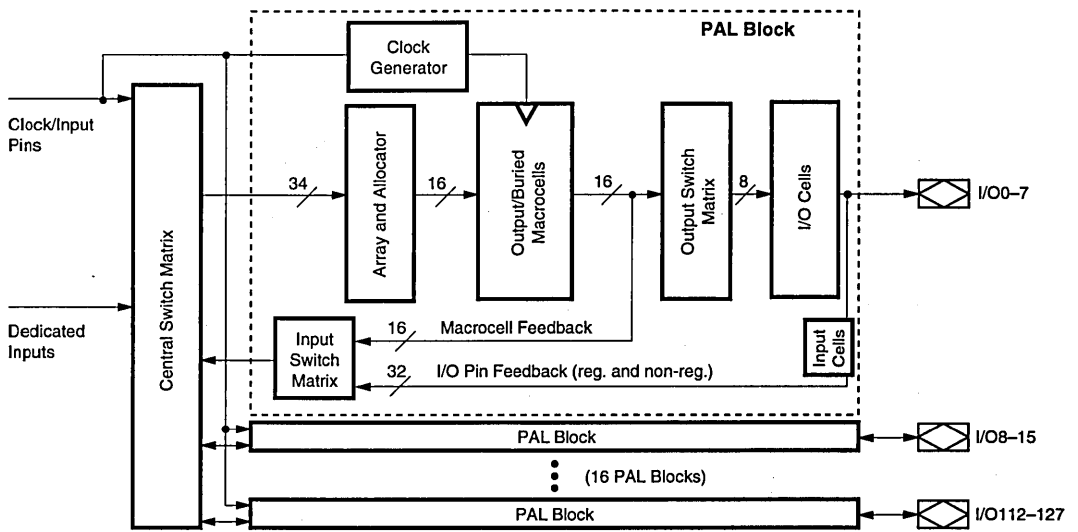 PAL Block
Clock
Generator
Clock/Input
Pins
Central Switch Matrix
34
Array and Allocator
16
Output/Buried
Macrocells
16
Output Switch
Matrix
8
I/O Cells
I/O0–7
Dedicated
Inputs
Input
Switch
Matrix
16
Macrocell Feedback
32
I/O Pin Feedback (reg. and non-reg.)
Input
Cells
PAL Block
I/O8–15
(16 PAL Blocks)
PAL Block
I/O112–127